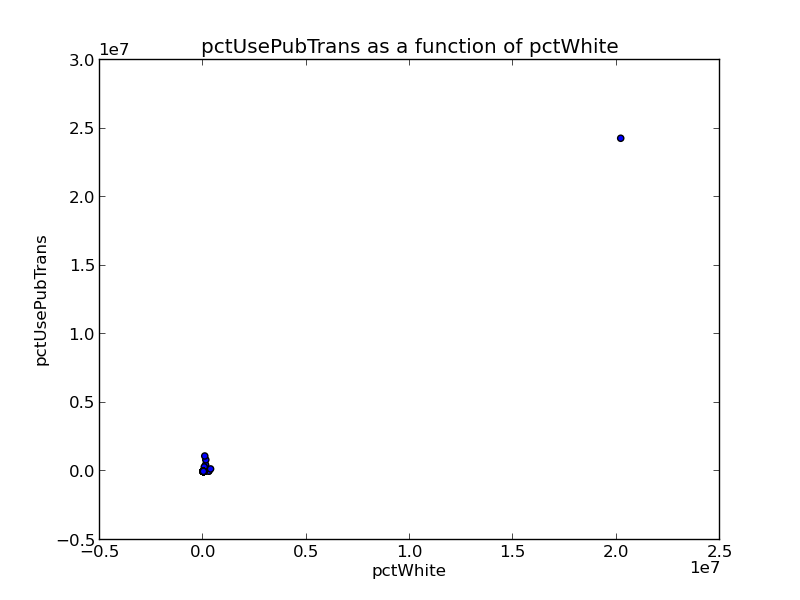 pctUsePubTrans as a function of pctWhite
1e7
3.0
2.5
2.0
1.5
1.0
0.5
0.0
−0.5
pctUsePubTrans
−0.5 0.0 0.5 1.0 1.5 2.0 2.5
1e7
pctWhite